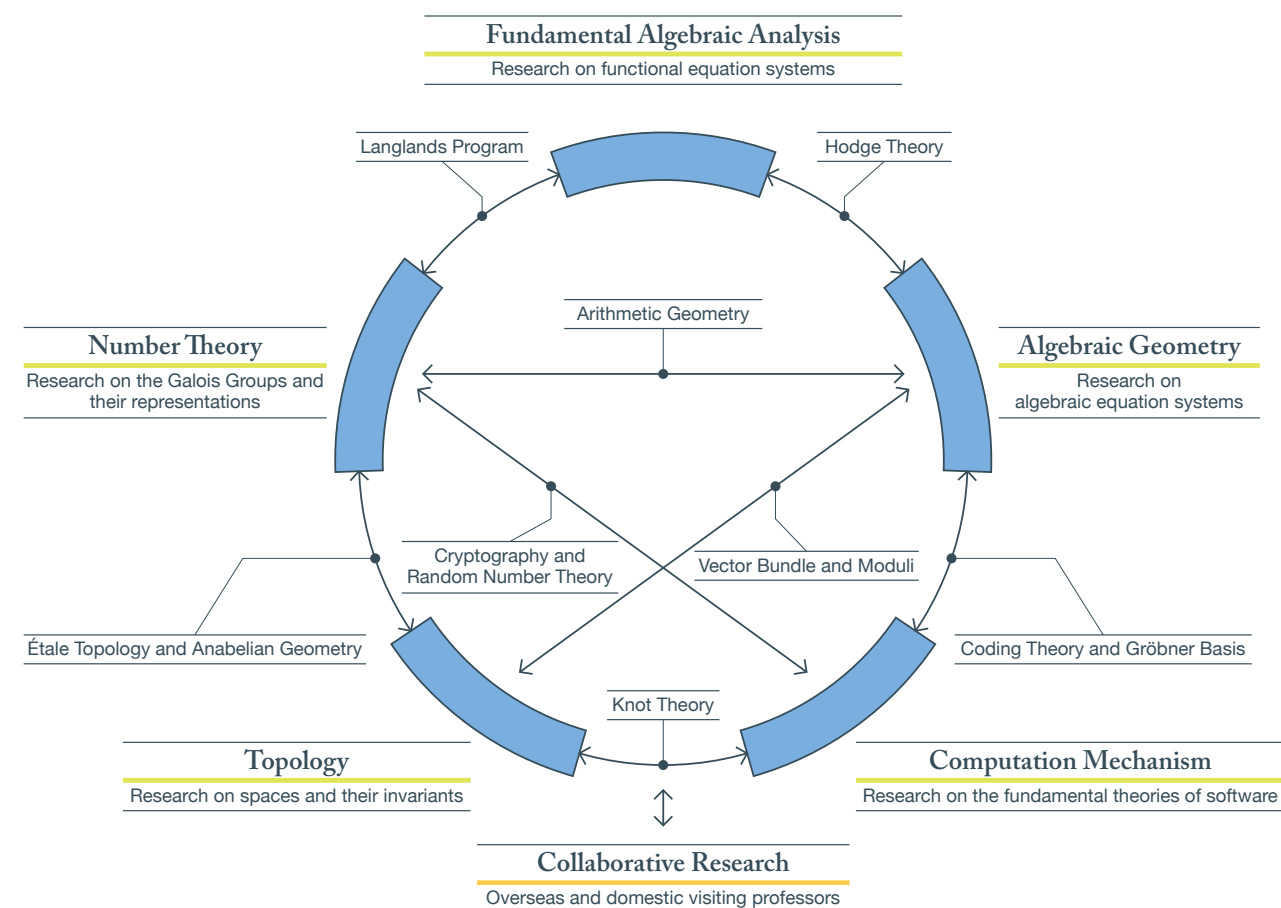 Fundamental Algebraic Analysis
Research on functional equation systems
Langlands Program
Hodge Theory
Arithmetic Geometry
Number Theory
Research on the Galois Groups and
their representations
Algebraic Geometry
Research on
algebraic equation systems
Cryptography and
Random Number Theory
Vector Bundle and Moduli
Étale Topology and Anabelian Geometry
Coding Theory and Gröbner Basis
Knot Theory
Topology
Research on spaces and their invariants
Computation Mechanism
Research on the fundamental theories of software
Collaborative Research
Overseas and domestic visiting professors